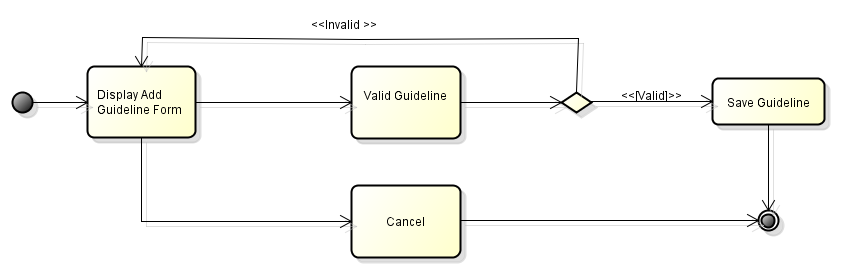 <<Invalid >>
Display Add
Guideline Form
Valid Guideline
<<[Valid]>>
Save Guideline
Cancel